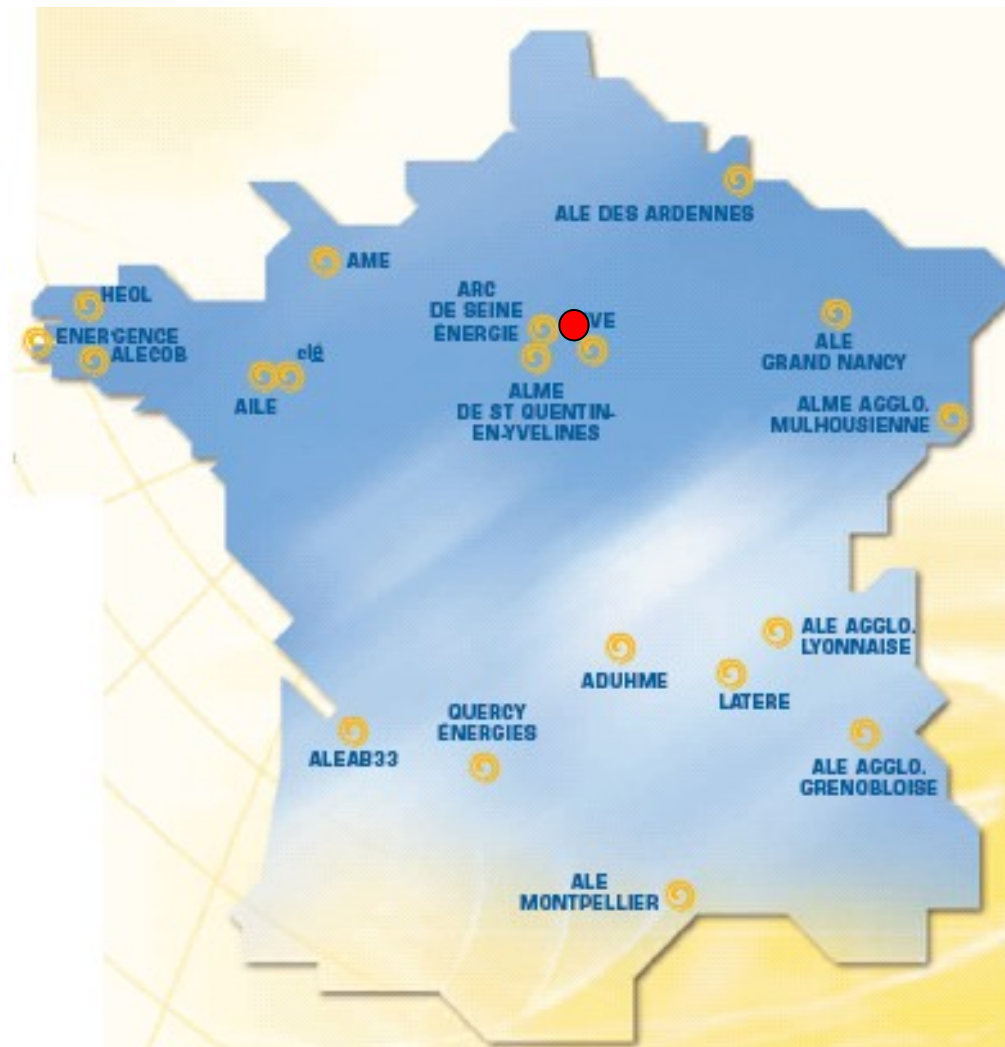 ALE DES ARDENNES
AME
ARC
DE SEINE
ÉNERGIE
VE
HEOL
ENER'GENCE
ALECOB
clé
AILE
ALME
DE ST QUENTIN-
EN-YVELINES
ALE
GRAND NANCY
ALME AGGLO.
MULHOUSIENNE
ALE AGGLO.
LYONNAISE
ADUHME
LATERE
QUERCY
ÉNERGIES
ALEAB33
ALE AGGLO.
GRENOBLOISE
ALE
MONTPELLIER